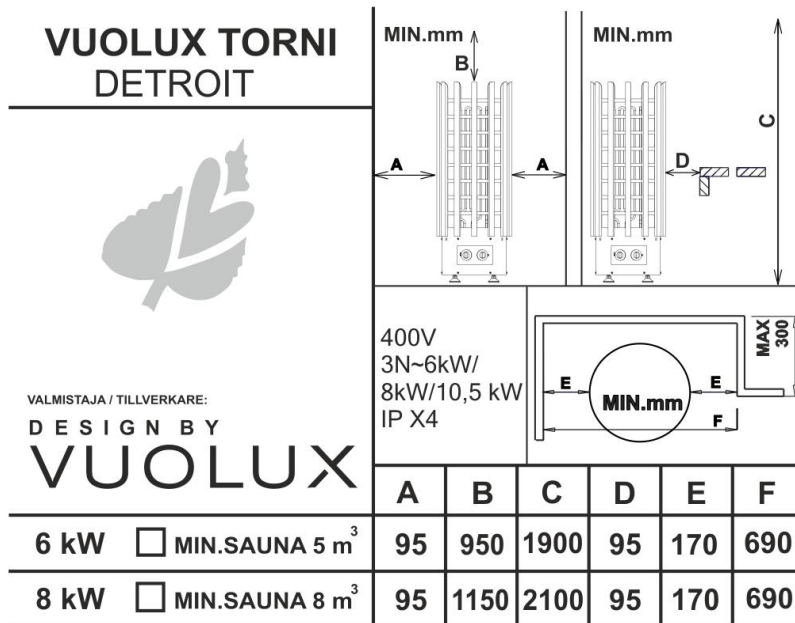 VUOLUX TORNI
DETROIT
VALMISTAJA / TILLVERKARE:
DESIGN BY
VUOLUX
MIN.mm
B
A
A
MIN.mm
C
D
400V
3N~6kW/
8kW/10,5 kW
IP X4
MAX
300
E
E
MIN.mm
F
A B C D E F
6 kW MIN.SAUNA 5 m³ 95 950 1900 95 170 690
8 kW MIN.SAUNA 8 m³ 95 1150 2100 95 170 690